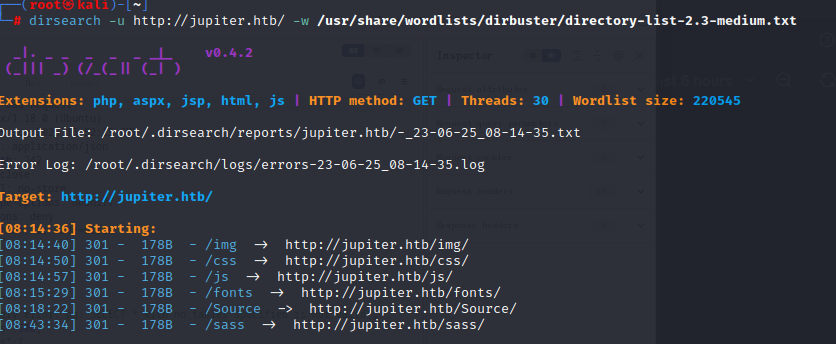 (root㉿kali)-[~]
# dirsearch -u http://jupiter.htb/ -w /usr/share/wordlists/dirbuster/directory-list-2.3-medium.txt
v0.4.2
Extensions: php, aspx, jsp, html, js | HTTP method: GET | Threads: 30 | Wordlist size: 220545
Output File: /root/.dirsearch/reports/jupiter.htb/-_23-06-25_08-14-35.txt
Error Log: /root/.dirsearch/logs/errors-23-06-25_08-14-35.log
Target: http://jupiter.htb/
[08:14:36] Starting:
[08:14:40] 301 - 178B - /img -> http://jupiter.htb/img/
[08:14:50] 301 - 178B - /css -> http://jupiter.htb/css/
[08:14:57] 301 - 178B - /js -> http://jupiter.htb/js/
[08:15:29] 301 - 178B - /fonts -> http://jupiter.htb/fonts/
[08:18:22] 301 - 178B - /Source -> http://jupiter.htb/Source/
[08:43:34] 301 - 178B - /sass -> http://jupiter.htb/sass/